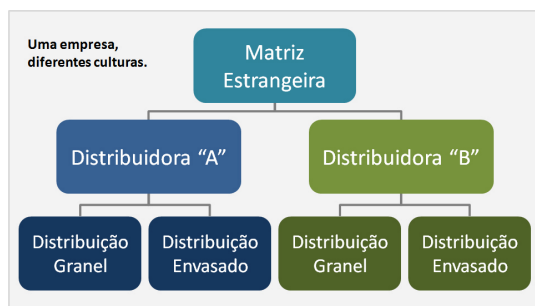 Uma empresa,
diferentes culturas.
Matriz
Estrangeira
Distribuidora “A”
Distribuidora “B”
Distribuição
Granel
Distribuição
Envasado
Distribuição
Granel
Distribuição
Envasado